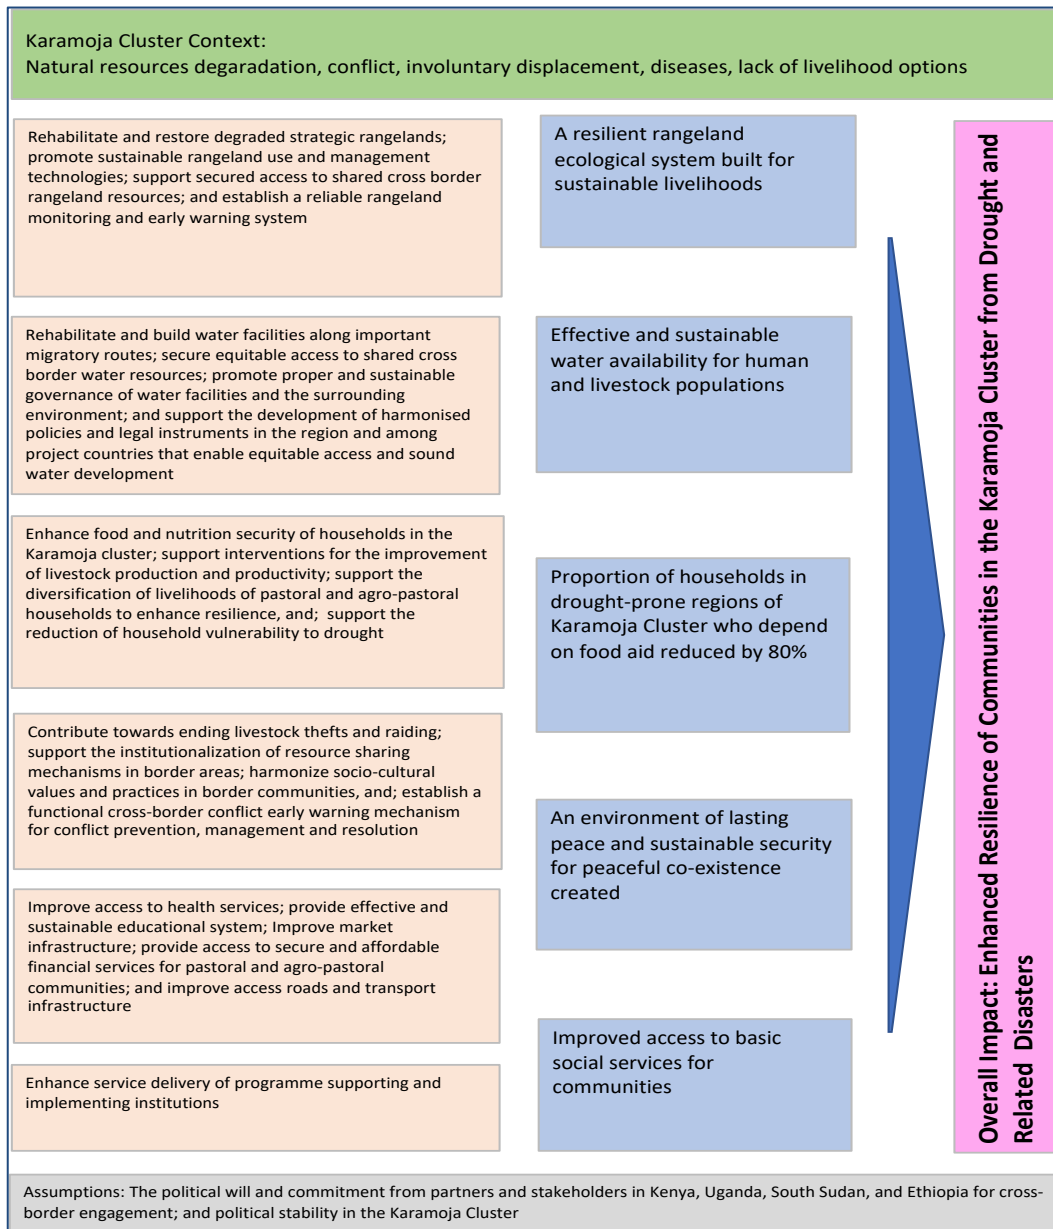 Karamoja Cluster Context:
Natural resources degaradation, conflict, involuntary displacement, diseases, lack of livelihood options
Rehabilitate and restore degraded strategic rangelands;
promote sustainable rangeland use and management
technologies; support secured access to shared cross border
rangeland resources; and establish a reliable rangeland
monitoring and early warning system
A resilient rangeland
ecological system built for
sustainable livelihoods
Rehabilitate and build water facilities along important
migratory routes; secure equitable access to shared cross
border water resources; promote proper and sustainable
governance of water facilities and the surrounding
environment; and support the development of harmonised
policies and legal instruments in the region and among
project countries that enable equitable access and sound
water development
Effective and sustainable
water availability for human
and livestock populations
Enhance food and nutrition security of households in the
Karamoja cluster; support interventions for the improvement
of livestock production and productivity; support the
diversification of livelihoods of pastoral and agro-pastoral
households to enhance resilience, and; support the
reduction of household vulnerability to drought
Proportion of households in
drought-prone regions of
Karamoja Cluster who depend
on food aid reduced by 80%
Contribute towards ending livestock thefts and raiding;
support the institutionalization of resource sharing
mechanisms in border areas; harmonize socio-cultural
values and practices in border communities, and; establish a
functional cross-border conflict early warning mechanism
for conflict prevention, management and resolution
An environment of lasting
peace and sustainable security
for peaceful co-existence
created
Improve access to health services; provide effective and
sustainable educational system; Improve market
infrastructure; provide access to secure and affordable
financial services for pastoral and agro-pastoral
communities; and improve access roads and transport
infrastructure
Improved access to basic
social services for
communities
Enhance service delivery of programme supporting and
implementing institutions
Overall Impact: Enhanced Resilience of Communities in the Karamoja Cluster from Drought and
Related Disasters
Assumptions: The political will and commitment from partners and stakeholders in Kenya, Uganda, South Sudan, and Ethiopia for cross-
border engagement; and political stability in the Karamoja Cluster